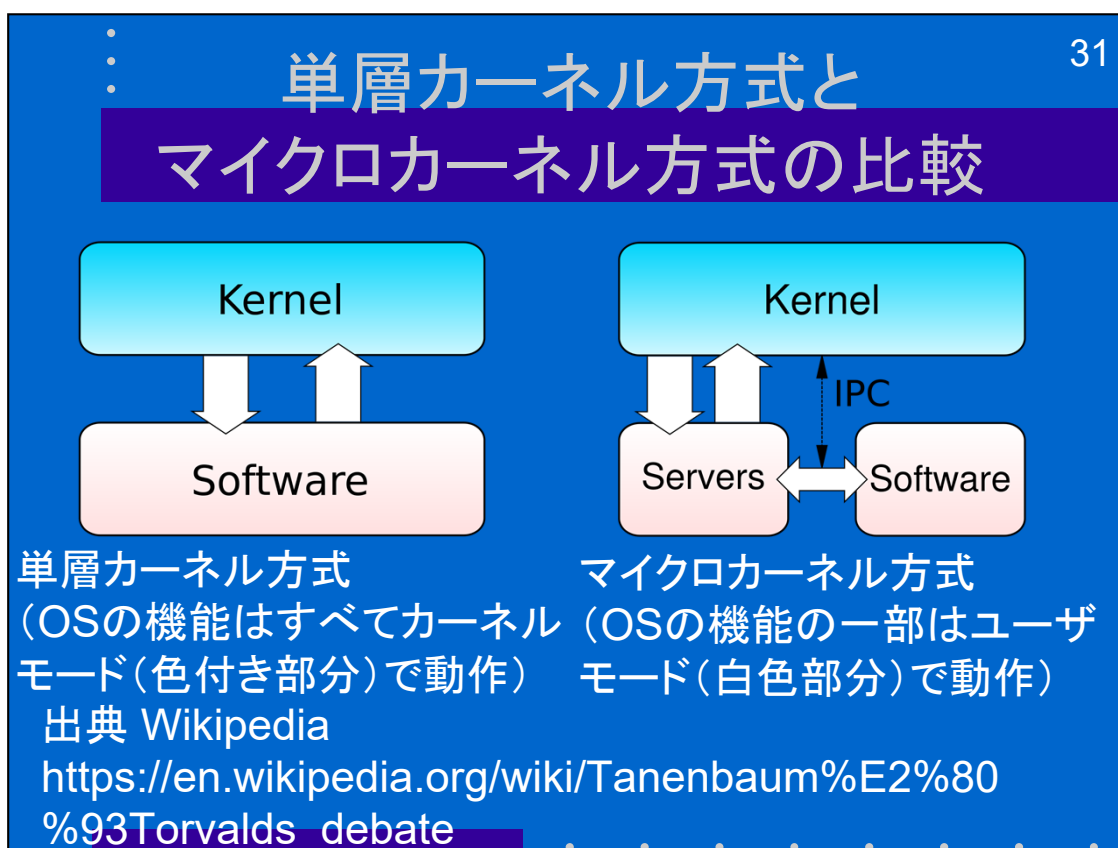 31
単層カーネル方式と
マイクロカーネル方式の比較
Kernel
Software
Kernel
IPC
Servers
Software
単層カーネル方式
（OSの機能はすべてカーネル
モード（色付き部分）で動作）
マイクロカーネル方式
（OSの機能の一部はユーザ
モード（白色部分）で動作）
出典 Wikipedia
https://en.wikipedia.org/wiki/Tanenbaum%E2%80
%93Torvalds_debate